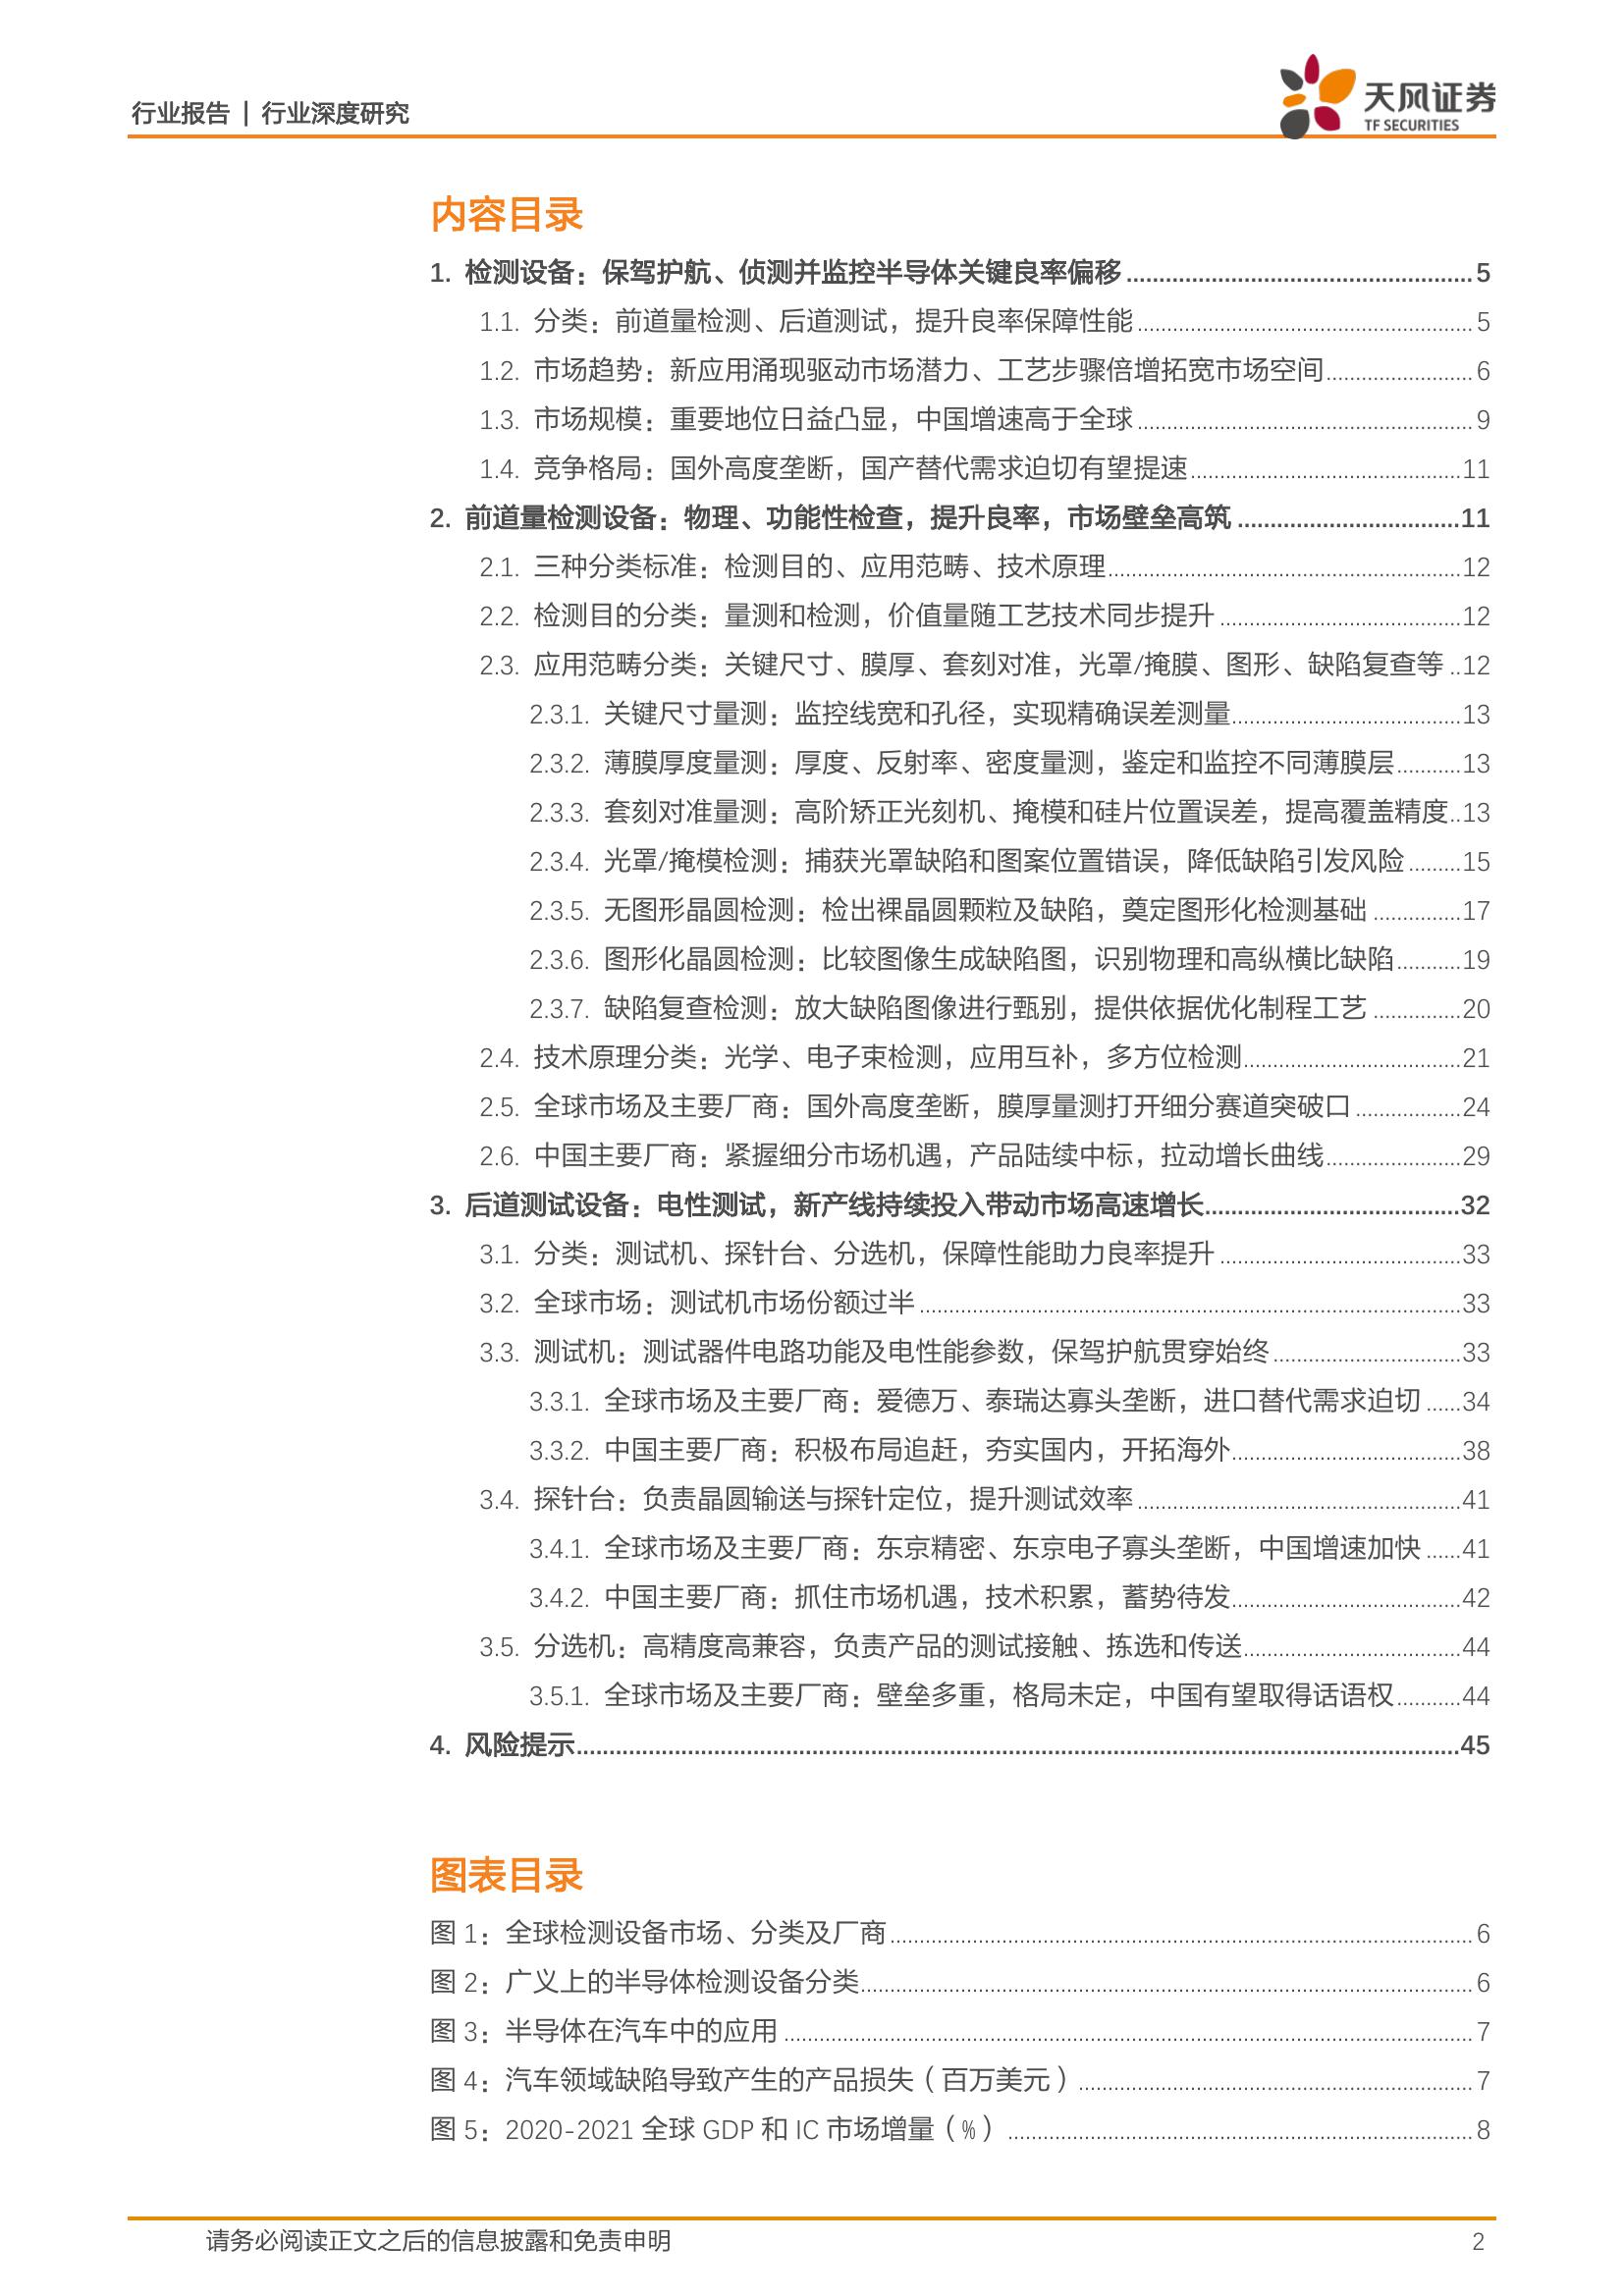 行业报告 | 行业深度研究
天风证券
TF SECURITIES
内容目录
1. 检测设备：保驾护航、侦测并监控半导体关键良率偏移 5
1.1. 分类：前道量检测、后道测试，提升良率保障性能 5
1.2. 市场趋势：新应用涌现驱动市场潜力、工艺步骤倍增拓宽市场空间 6
1.3. 市场规模：重要地位日益凸显，中国增速高于全球 9
1.4. 竞争格局：国外高度垄断，国产替代需求迫切有望提速 11
2. 前道量检测设备：物理、功能性检查，提升良率，市场壁垒高筑 11
2.1. 三种分类标准：检测目的、应用范畴、技术原理 12
2.2. 检测目的分类：量测和检测，价值量随工艺技术同步提升 12
2.3. 应用范畴分类：关键尺寸、膜厚、套刻对准，光罩/掩膜、图形、缺陷复查等 12
2.3.1. 关键尺寸量测：监控线宽和孔径，实现精确误差测量 13
2.3.2. 薄膜厚度量测：厚度、反射率、密度量测，鉴定和监控不同薄膜层 13
2.3.3. 套刻对准量测：高阶矫正光刻机、掩模和硅片位置误差，提高覆盖精度 13
2.3.4. 光罩/掩模检测：捕获光罩缺陷和图案位置错误，降低缺陷引发风险 15
2.3.5. 无图形晶圆检测：检出裸晶圆颗粒及缺陷，奠定图形化检测基础 17
2.3.6. 图形化晶圆检测：比较图像生成缺陷图，识别物理和高纵横比缺陷 19
2.3.7. 缺陷复查检测：放大缺陷图像进行甄别，提供依据优化制程工艺 20
2.4. 技术原理分类：光学、电子束检测，应用互补，多方位检测 21
2.5. 全球市场及主要厂商：国外高度垄断，膜厚量测打开细分赛道突破口 24
2.6. 中国主要厂商：紧握细分市场机遇，产品陆续中标，拉动增长曲线 29
3. 后道测试设备：电性测试，新产线持续投入带动市场高速增长 32
3.1. 分类：测试机、探针台、分选机，保障性能助力良率提升 33
3.2. 全球市场：测试机市场份额过半 33
3.3. 测试机：测试器件电路功能及电性能参数，保驾护航贯穿始终 33
3.3.1. 全球市场及主要厂商：爱德万、泰瑞达寡头垄断，进口替代需求迫切 34
3.3.2. 中国主要厂商：积极布局追赶，夯实国内，开拓海外 38
3.4. 探针台：负责晶圆输送与探针定位，提升测试效率 41
3.4.1. 全球市场及主要厂商：东京精密、东京电子寡头垄断，中国增速加快 41
3.4.2. 中国主要厂商：抓住市场机遇，技术积累，蓄势待发 42
3.5. 分选机：高精度高兼容，负责产品的测试接触、拣选和传送 44
3.5.1. 全球市场及主要厂商：壁垒多重，格局未定，中国有望取得话语权 44
4. 风险提示 45
图表目录
图 1：全球检测设备市场、分类及厂商 6
图 2：广义上的半导体检测设备分类 6
图 3：半导体在汽车中的应用 7
图 4：汽车领域缺陷导致产生的产品损失（百万美元） 7
图 5：2020-2021 全球 GDP 和 IC 市场增量（%） 8
请务必阅读正文之后的信息披露和免责申明 2